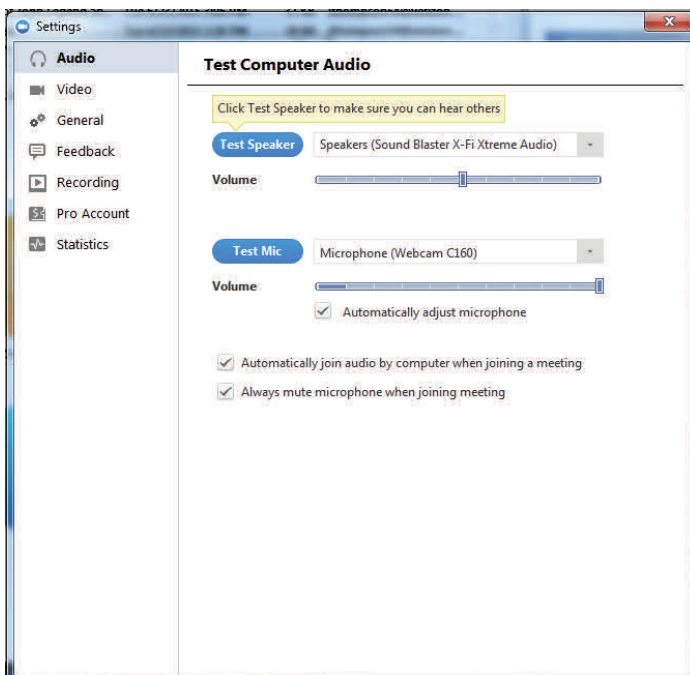 Settings
Audio
Video
General
Feedback
Recording
Pro Account
Statistics
Test Computer Audio
Click Test Speaker to make sure you can hear others
Test Speaker
Speakers (Sound Blaster X-Fi Xtreme Audio)
Volume
Test Mic
Microphone (Webcam C160)
Volume
Automatically adjust microphone
Automatically join audio by computer when joining a meeting
Always mute microphone when joining meeting